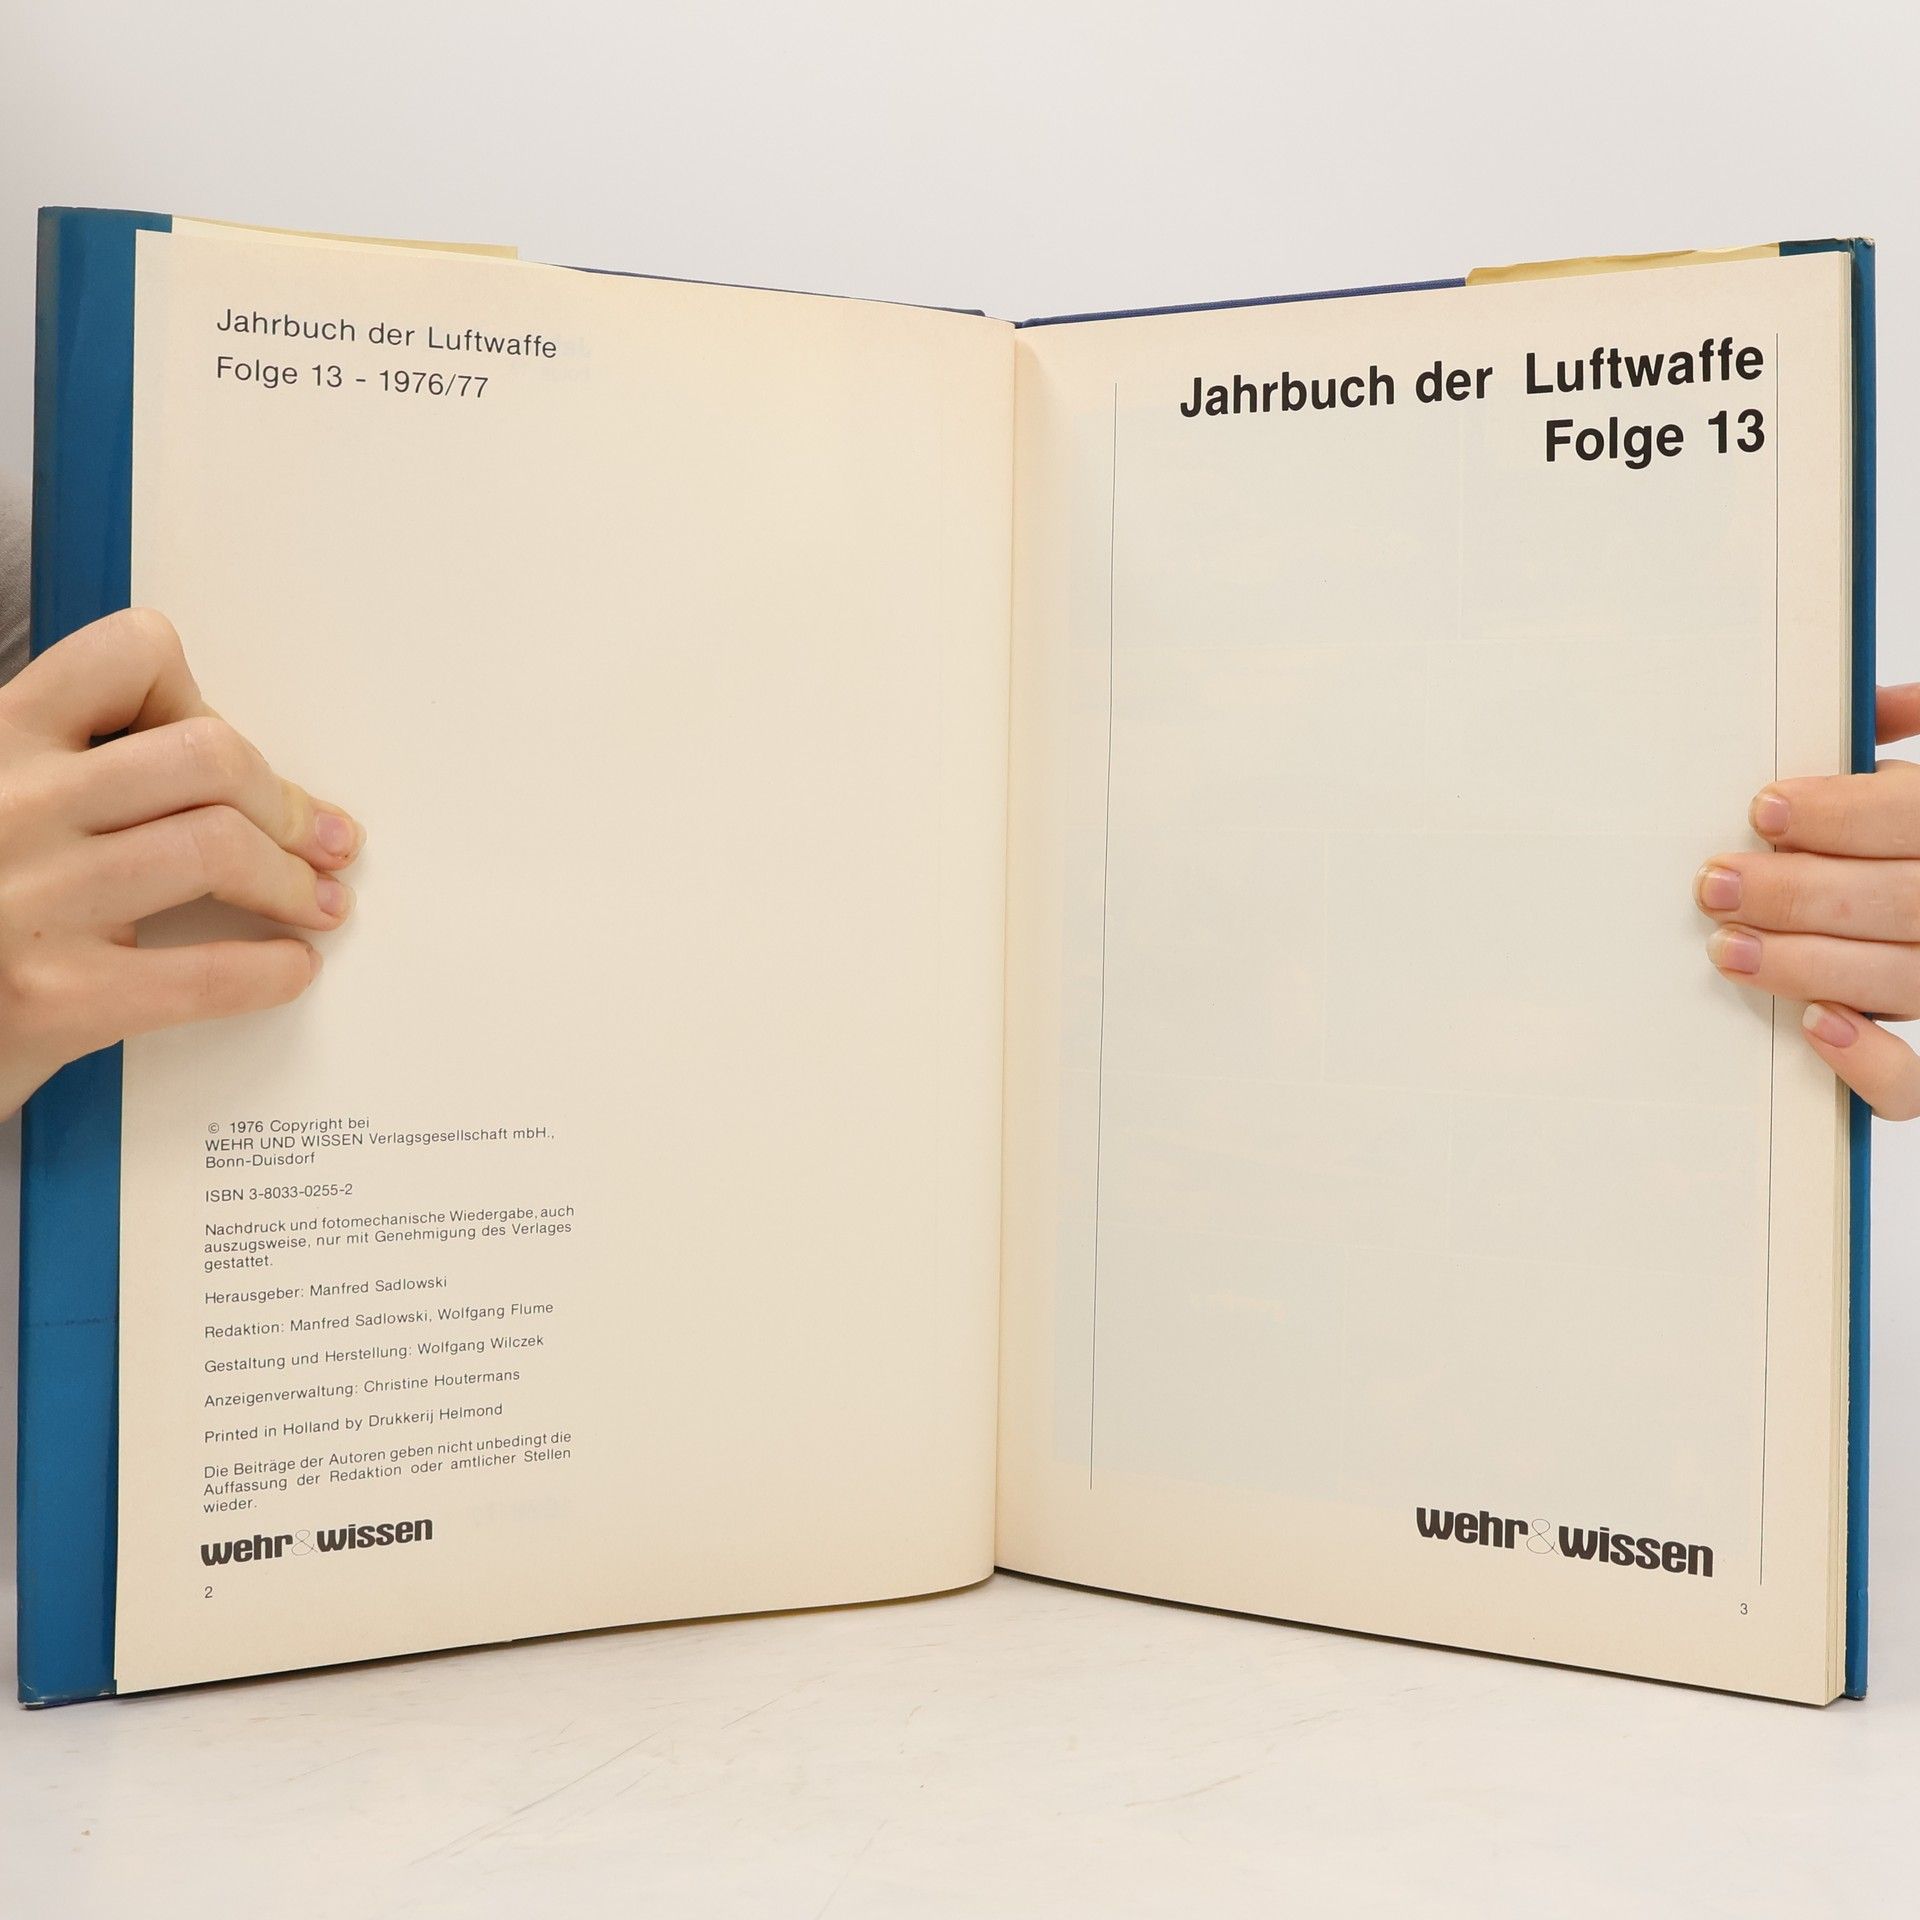 Jahrbuch der Luftwaffe
Folge 13 - 1976/77
© 1976 Copyright bei
WEHR UND WISSEN Verlagsgesellschaft mbH.,
Bonn-Duisdorf
ISBN 3-8033-0255-2
Nachdruck und fotomechanische Wiedergabe, auch
auszugsweise, nur mit Genehmigung des Verlages
gestattet.
Herausgeber: Manfred Sadlowski
Redaktion: Manfred Sadlowski, Wolfgang Flume
Gestaltung und Herstellung: Wolfgang Wilczek
Anzeigenverwaltung: Christine Houtermans
Printed in Holland by Drukkerij Helmond
Die Beiträge der Autoren geben nicht unbedingt die
Auffassung der Redaktion oder amtlicher Stellen
wieder.
wehr&wissen
2
Jahrbuch der Luftwaffe
Folge 13
wehr&wissen
3